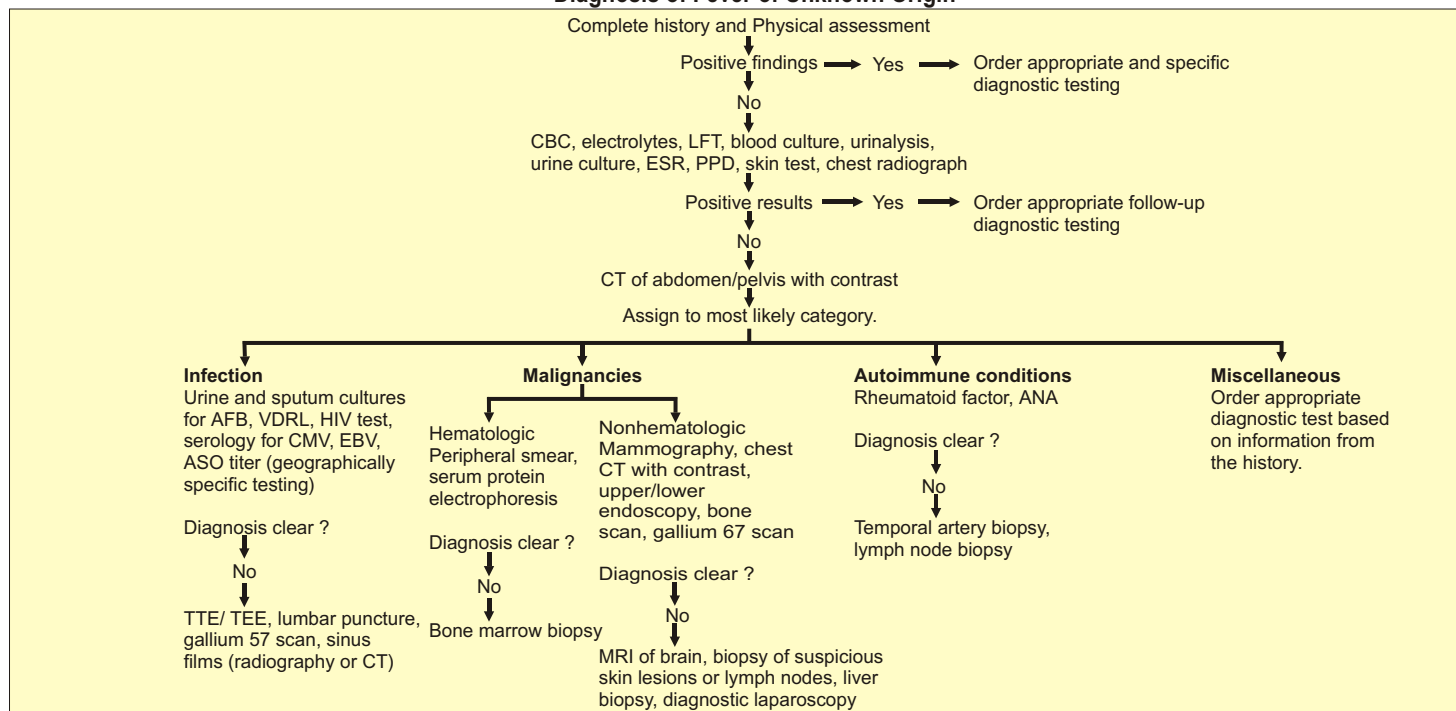 Diagnosis of Fever of Unknown Origin
Complete history and Physical assessment
Positive findings
Yes
Order appropriate and specific
diagnostic testing
No
CBC, electrolytes, LFT, blood culture, urinalysis,
urine culture, ESR, PPD, skin test, chest radiograph
Positive results
Yes
Order appropriate follow-up
diagnostic testing
No
CT of abdomen/pelvis with contrast
Assign to most likely category.
Infection
Urine and sputum cultures
for AFB, VDRL, HIV test,
serology for CMV, EBV,
ASO titer (geographically
specific testing)
Diagnosis clear ?
No
TTE/ TEE, lumbar puncture,
gallium 57 scan, sinus
films (radiography or CT)
Malignancies
Hematologic
Peripheral smear,
serum protein
electrophoresis
Diagnosis clear ?
No
Bone marrow biopsy
Nonhematologic
Mammography, chest
CT with contrast,
upper/lower
endoscopy, bone
scan, gallium 67 scan
Diagnosis clear ?
No
MRI of brain, biopsy of suspicious
skin lesions or lymph nodes, liver
biopsy, diagnostic laparoscopy
Autoimmune conditions
Rheumatoid factor, ANA
Diagnosis clear ?
No
Temporal artery biopsy,
lymph node biopsy
Miscellaneous
Order appropriate
diagnostic test based
on information from
the history.